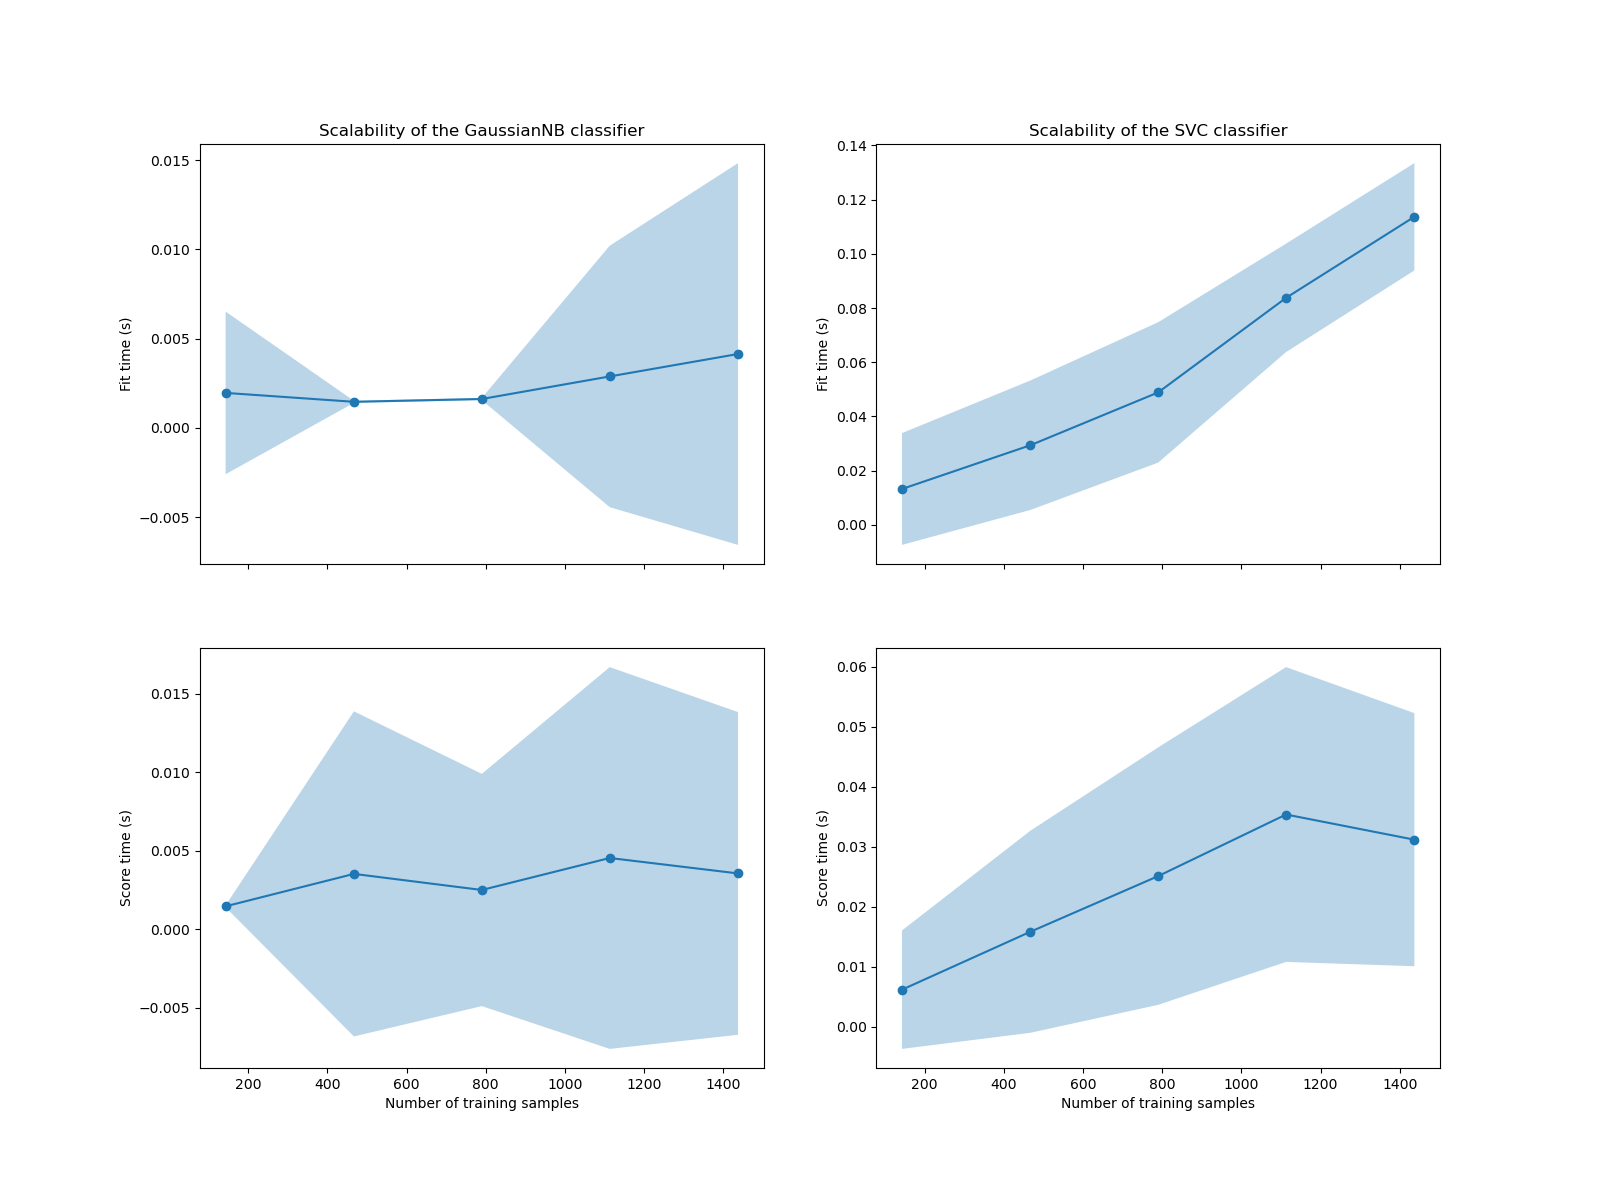 Scalability of the GaussianNB classifier
0.015
0.010
0.005
0.000
−0.005
Fit time (s)
Scalability of the SVC classifier
0.14
0.12
0.10
0.08
0.06
0.04
0.02
0.00
Fit time (s)
0.015
0.010
0.005
0.000
−0.005
Score time (s)
200 400 600 800 1000 1200 1400
Number of training samples
0.06
0.05
0.04
0.03
0.02
0.01
0.00
Score time (s)
200 400 600 800 1000 1200 1400
Number of training samples